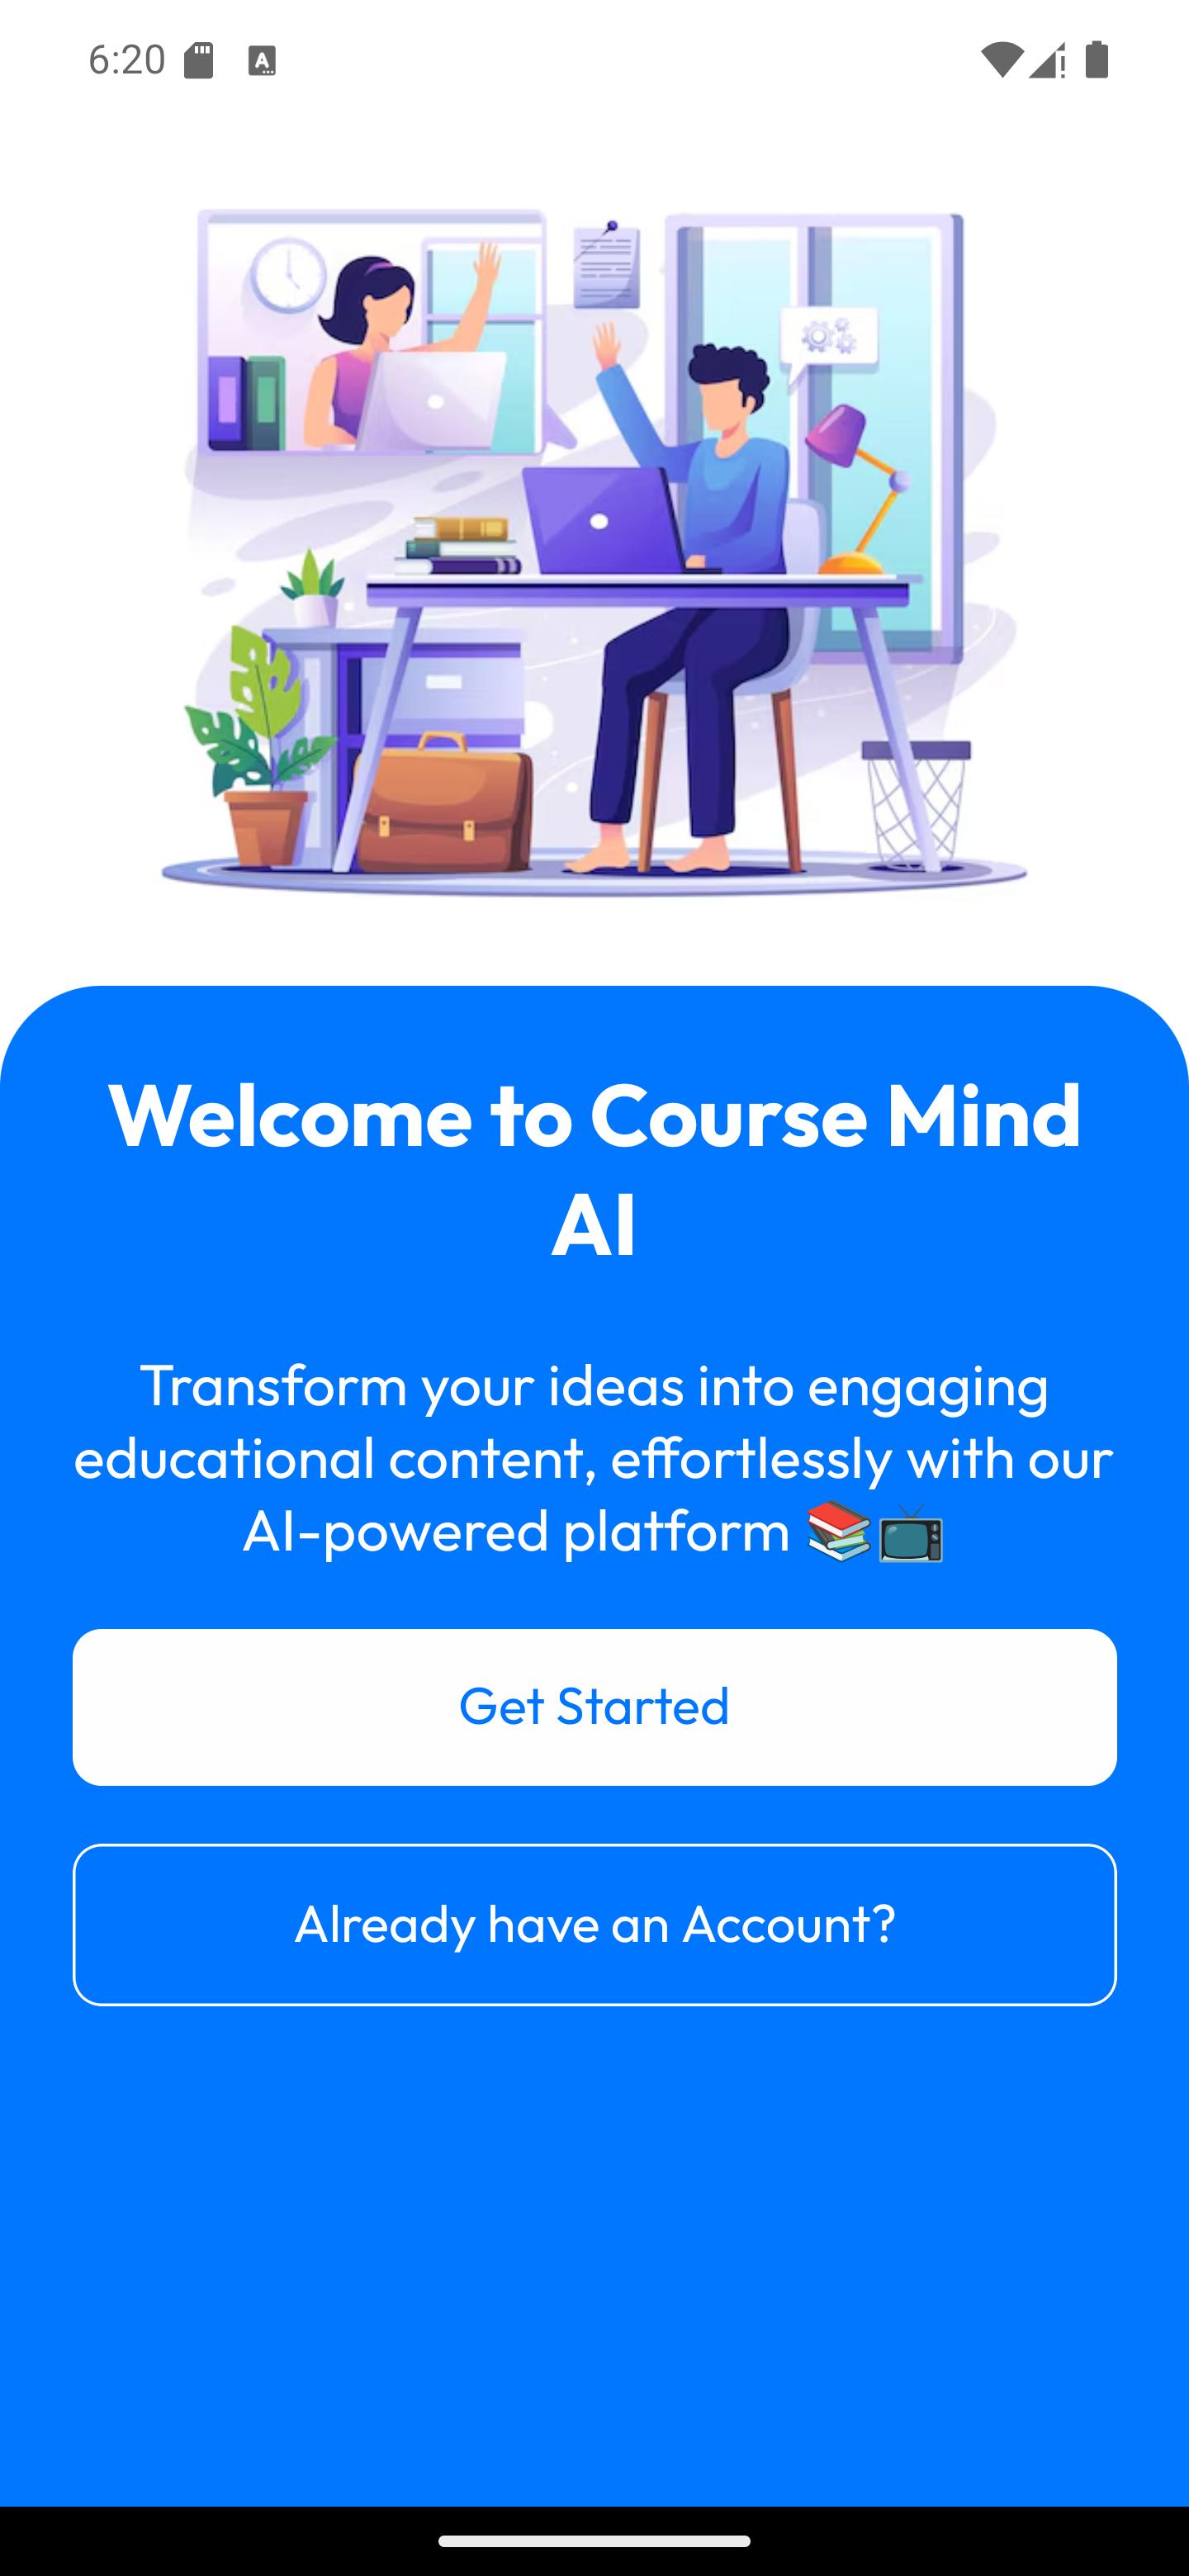 6:20
Welcome to Course Mind
AI
Transform your ideas into engaging
educational content, effortlessly with our
AI-powered platform 📚📺
Get Started
Already have an Account?